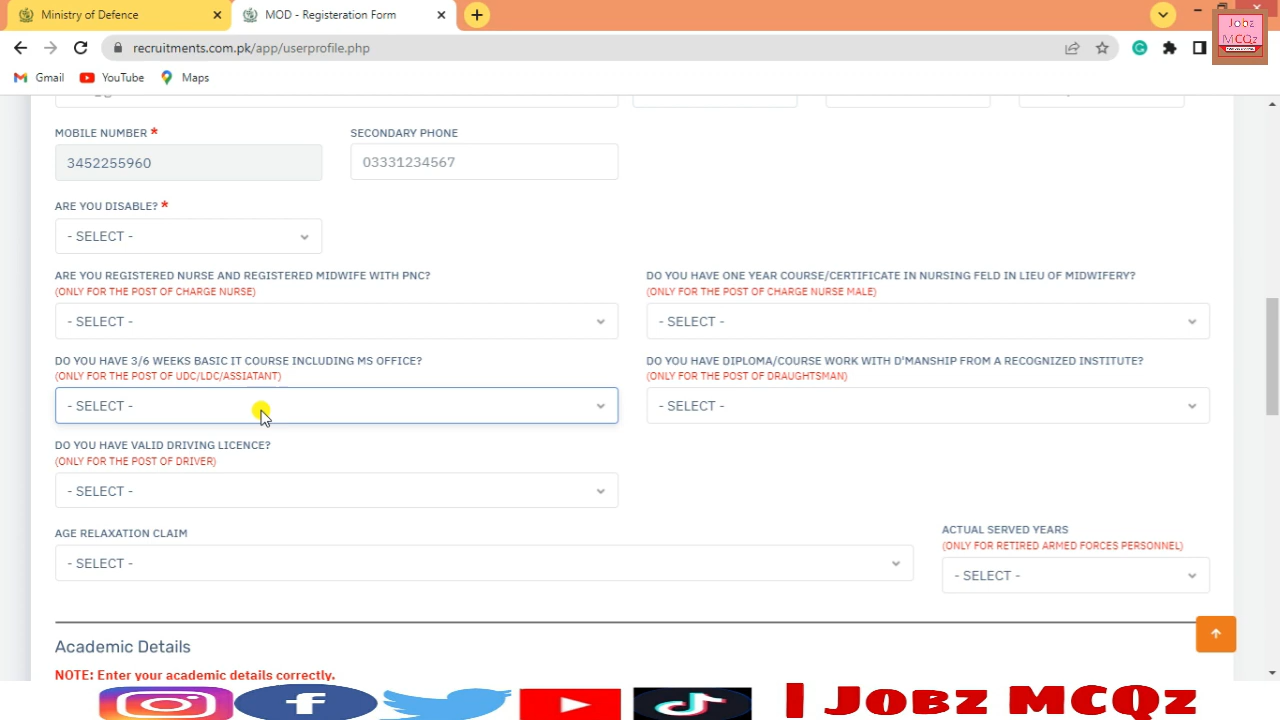 Ministry of Defence
MOD - Registeration Form
Jobz
MCQz
recruitments.com.pk/app/userprofile.php
Gmail
YouTube
Maps
MOBILE NUMBER *
SECONDARY PHONE
3452255960
03331234567
ARE YOU DISABLE? *
- SELECT -
ARE YOU REGISTERED NURSE AND REGISTERED MIDWIFE WITH PNC?
(ONLY FOR THE POST OF CHARGE NURSE)
- SELECT -
DO YOU HAVE ONE YEAR COURSE/CERTIFICATE IN NURSING FELD IN LIEU OF MIDWIFERY?
(ONLY FOR THE POST OF CHARGE NURSE MALE)
- SELECT -
DO YOU HAVE 3/6 WEEKS BASIC IT COURSE INCLUDING MS OFFICE?
(ONLY FOR THE POST OF UDC/LDC/ASSIATANT)
- SELECT -
DO YOU HAVE DIPLOMA/COURSE WORK WITH D'MANSHIP FROM A RECOGNIZED INSTITUTE?
(ONLY FOR THE POST OF DRAUGHTSMAN)
- SELECT -
DO YOU HAVE VALID DRIVING LICENCE?
(ONLY FOR THE POST OF DRIVER)
- SELECT -
AGE RELAXATION CLAIM
- SELECT -
ACTUAL SERVED YEARS
(ONLY FOR RETIRED ARMED FORCES PERSONNEL)
- SELECT -
Academic Details
NOTE: Enter your academic details correctly.
| Jobz MCQz